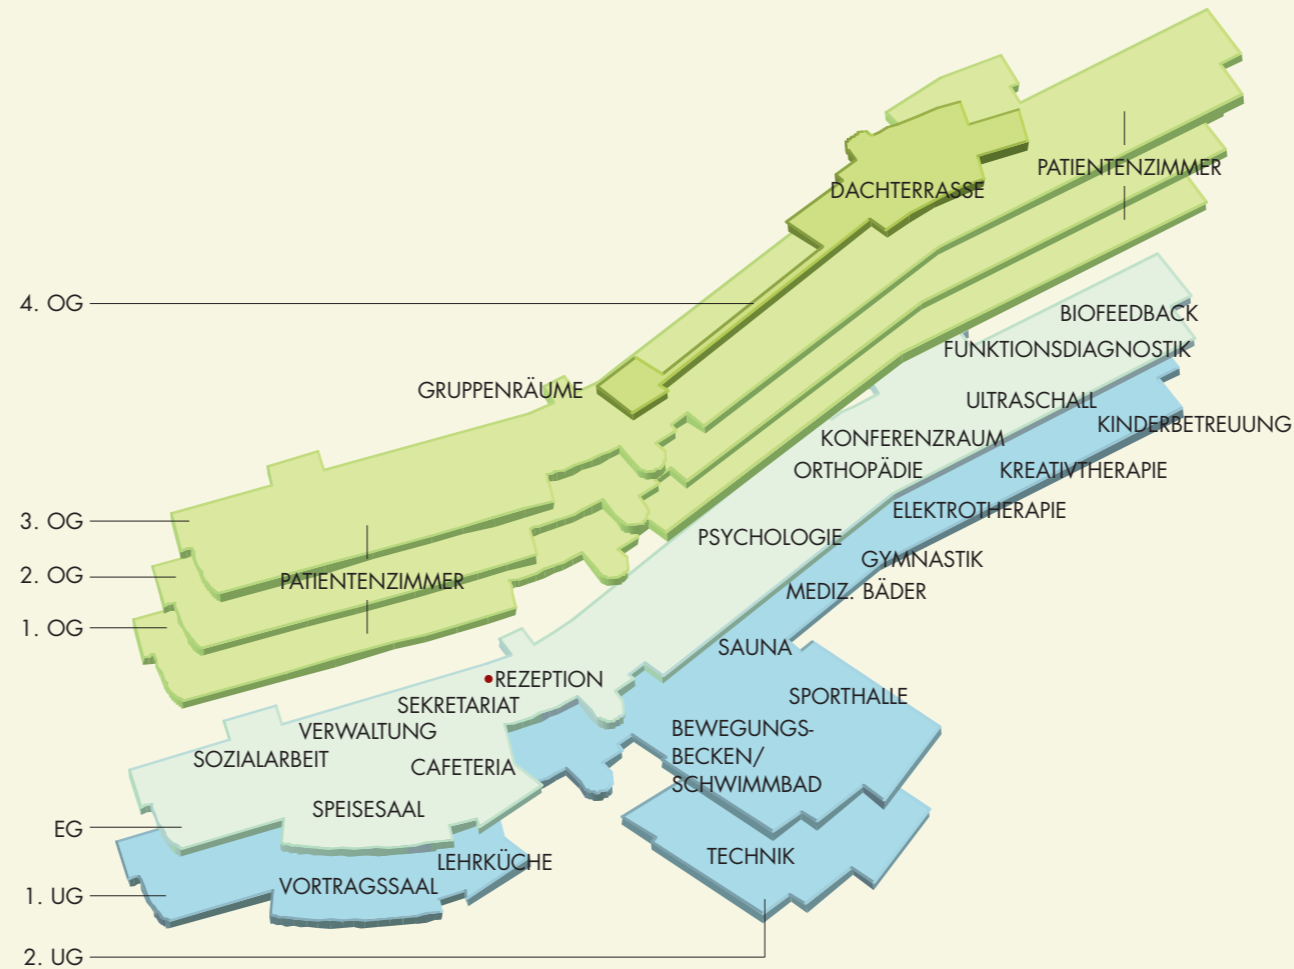 DACHTERRASSE
PATIENTENZIMMER
4. OG
GRUPPENRÄUME
3. OG
2. OG
1. OG
PATIENTENZIMMER
BIOFEEDBACK
FUNKTIONSDIAGNOSTIK
ULTRASCHALL
KINDERBETREUUNG
KONFERENZRAUM
ORTHOPÄDIE
KREATIVTHERAPIE
ELEKTROTHERAPIE
PSYCHOLOGIE
GYMNASTIK
MEDIZ. BÄDER
SAUNA
REZEPTION
SEKRETARIAT
SPORTHALLE
VERWALTUNG
SOZIALARBEIT
CAFETERIA
BEWEGUNGS-
BECKEN/
SCHWIMMBAD
SPEISESAAL
EG
LEHRKÜCHE
VORTRAGSSAAL
TECHNIK
1. UG
2. UG